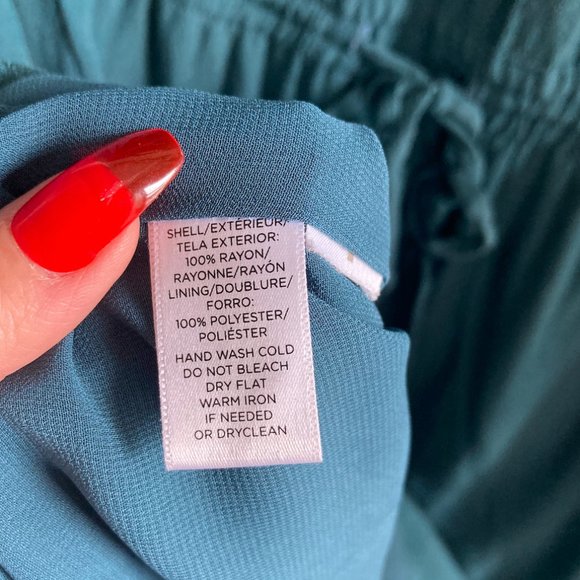 SHELL/EXTÉRIEUR/
TELA EXTERIOR:
100% RAYON/
RAYONNE/RAYÓN
LINING/DOUBLURE/
FORRO:
100% POLYESTER/
POLIÉSTER
HAND WASH COLD
DO NOT BLEACH
DRY FLAT
WARM IRON
IF NEEDED
OR DRYCLEAN